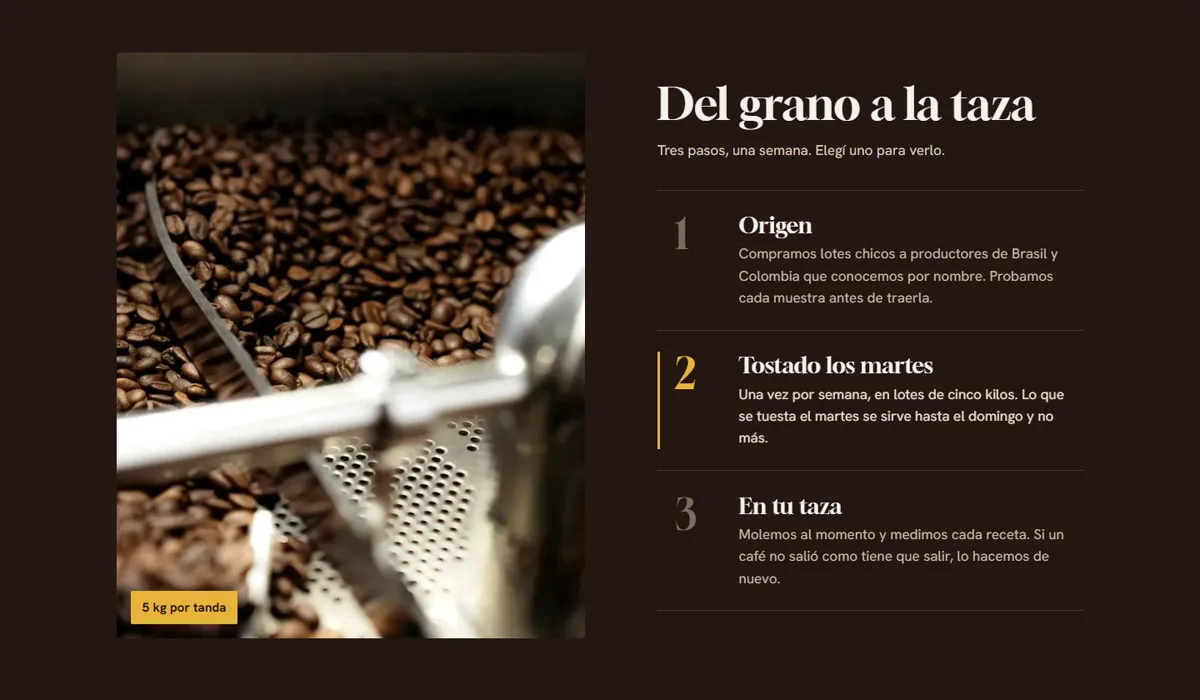 Del grano a la taza
Tres pasos, una semana. Elegí uno para verlo.
1
Origen
Compramos lotes chicos a productores de Brasil y
Colombia que conocemos por nombre. Probamos
cada muestra antes de traerla.
2
Tostado los martes
Una vez por semana, en lotes de cinco kilos. Lo que
se tuesta el martes se sirve hasta el domingo y no
más.
3
En tu taza
Molemos al momento y medimos cada receta. Si un
café no salió como tiene que salir, lo hacemos de
nuevo.
5 kg por tanda